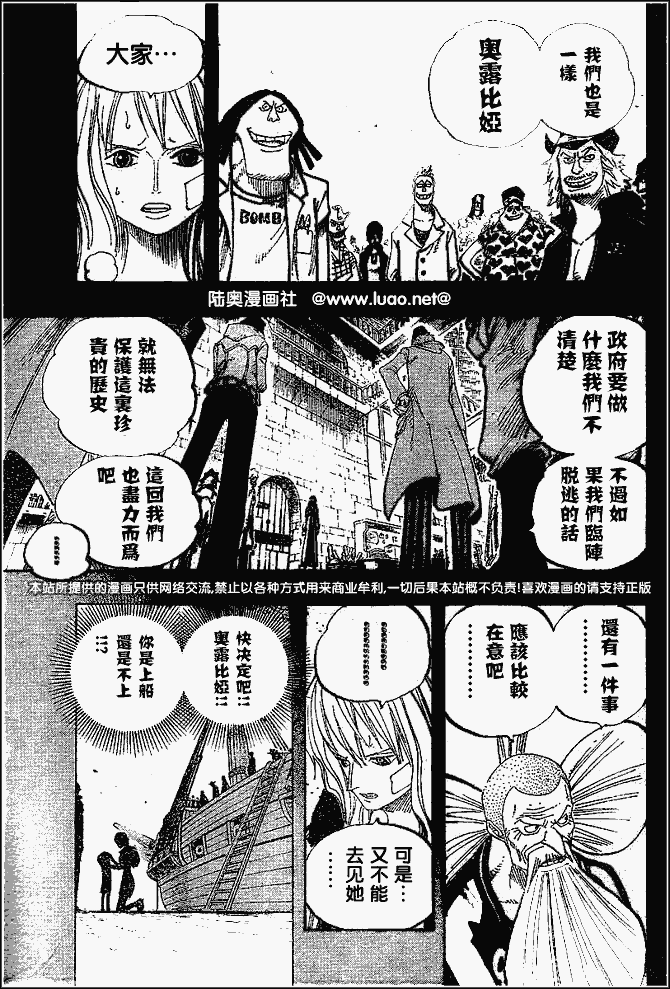 我們也是
一樣
奧露比婭
大家…
BOMB
陆奥漫画社 @www.luao.net@
政府要做
什麼我們不
清楚
不過如
果我們臨陣
脱逃的話
就無法
保護這裏珍
貴的歷史
這回我們
也盡力而爲
吧
………
本站所提供的漫画只供网络交流,禁止以各种方式用来商业牟利,一切后果本站概不负责!喜欢漫画的请支持正版
還有一件事
………
應該比較
在意吧
………
………
可是…
又不能
去见她
……
快决定吧!!
奧露比婭!!
你是上船
還是不上
!!?